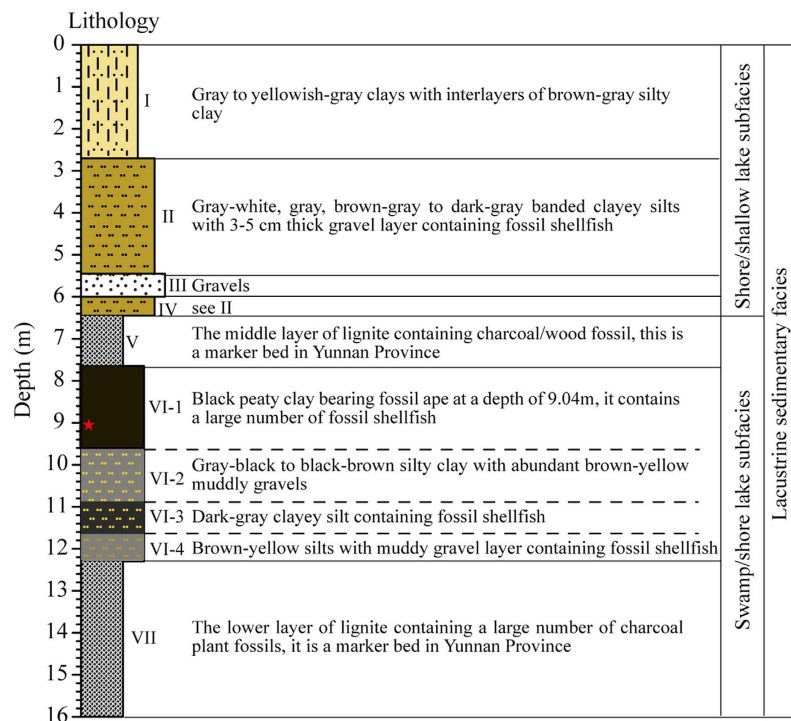 Lithology
0
1
2
3
4
5
6
7
8
9
10
11
12
13
14
15
16
Depth (m)
I
Gray to yellowish-gray clays with interlayers of brown-gray silty
clay
II
Gray-white, gray, brown-gray to dark-gray banded clayey silts
with 3-5 cm thick gravel layer containing fossil shellfish
III Gravels
IV see II
V
The middle layer of lignite containing charcoal/wood fossil, this is
a marker bed in Yunnan Province
VI-1
Black peaty clay bearing fossil ape at a depth of 9.04m, it contains
a large number of fossil shellfish
VI-2
Gray-black to black-brown silty clay with abundant brown-yellow
muddly gravels
VI-3 Dark-gray clayey silt containing fossil shellfish
VI-4 Brown-yellow silts with muddy gravel layer containing fossil shellfish
VII
The lower layer of lignite containing a large number of charcoal
plant fossils, it is a marker bed in Yunnan Province
Shore/shallow lake subfacies
Swamp/shore lake subfacies
Lacustrine sedimentary facies